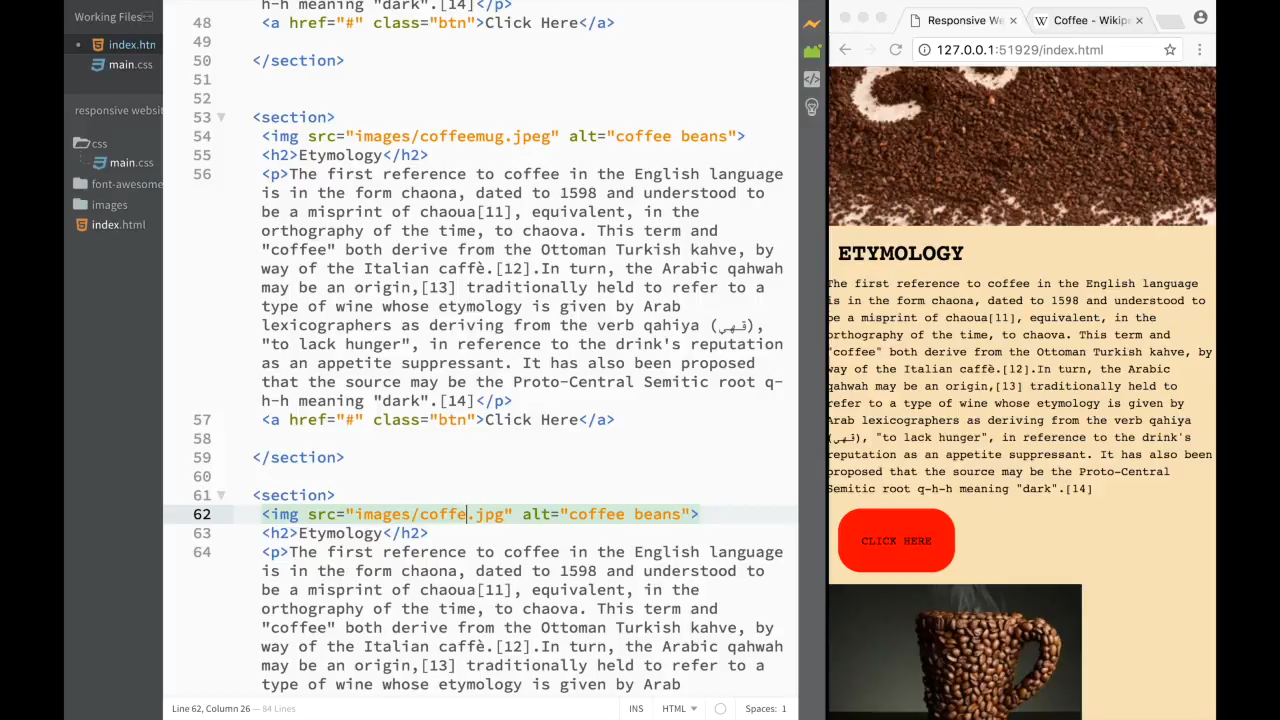 Working Files
index.htn
main.css
responsive websit
css
main.css
font-awesome
images
index.html
h-h meaning "dark".[14]</p>
48 <a href="#" class="btn">Click Here</a>
49
50 </section>
51
52
53 <section>
54 <img src="images/coffeemug.jpeg" alt="coffee beans">
55 <h2>Etymology</h2>
56 <p>The first reference to coffee in the English language
is in the form chaona, dated to 1598 and understood to
be a misprint of chaoua[11], equivalent, in the
orthography of the time, to chaova. This term and
"coffee" both derive from the Ottoman Turkish kahve, by
way of the Italian caffè.[12].In turn, the Arabic qahwah
may be an origin,[13] traditionally held to refer to a
type of wine whose etymology is given by Arab
lexicographers as deriving from the verb qahiya (قهي),
"to lack hunger", in reference to the drink's reputation
as an appetite suppressant. It has also been proposed
that the source may be the Proto-Central Semitic root q-
h-h meaning "dark".[14]</p>
57 <a href="#" class="btn">Click Here</a>
58
59 </section>
60
61 <section>
62 <img src="images/coffe.jpg" alt="coffee beans">
63 <h2>Etymology</h2>
64 <p>The first reference to coffee in the English language
is in the form chaona, dated to 1598 and understood to
be a misprint of chaoua[11], equivalent, in the
orthography of the time, to chaova. This term and
"coffee" both derive from the Ottoman Turkish kahve, by
way of the Italian caffè.[12].In turn, the Arabic qahwah
may be an origin,[13] traditionally held to refer to a
type of wine whose etymology is given by Arab
Line 62, Column 26 — 84 Lines
INS HTML Spaces: 1
Responsive We
W Coffee - Wikip
127.0.0.1:51929/index.html
ETYMOLOGY
The first reference to coffee in the English language
is in the form chaona, dated to 1598 and understood to
be a misprint of chaoua[11], equivalent, in the
orthography of the time, to chaova. This term and
"coffee" both derive from the Ottoman Turkish kahve, by
way of the Italian caffè.[12].In turn, the Arabic
qahwah may be an origin,[13] traditionally held to
refer to a type of wine whose etymology is given by
Arab lexicographers as deriving from the verb qahiya
(قهي), "to lack hunger", in reference to the drink's
reputation as an appetite suppressant. It has also been
proposed that the source may be the Proto-Central
Semitic root q-h-h meaning "dark".[14]
CLICK HERE